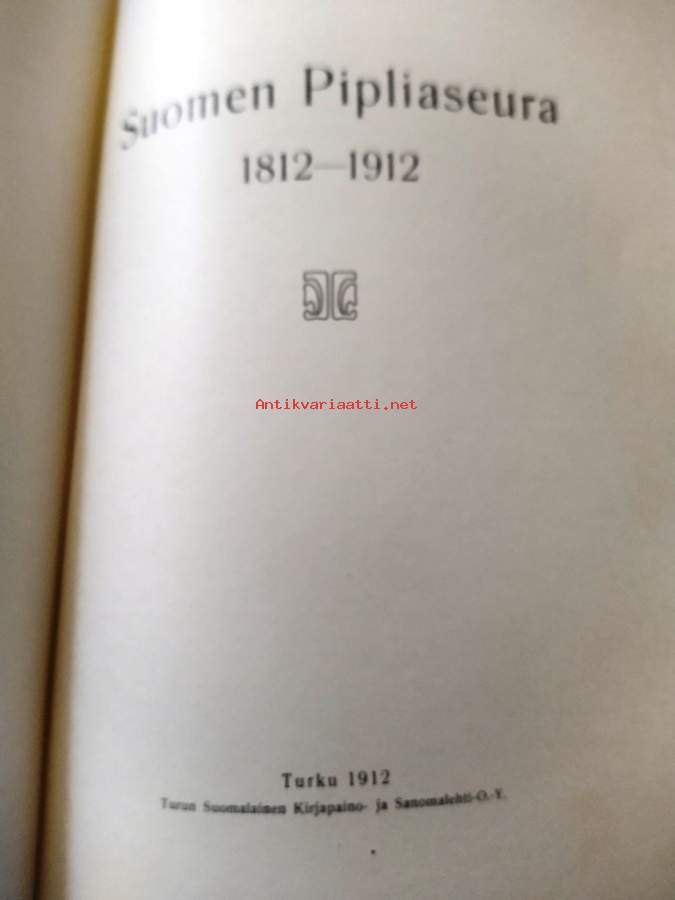 Suomen Pipliaseura
1812—1912
Antikvariaatti.net
Turku 1912
Turun Suomalainen Kirjapaino- ja Sanomalehti-O.-Y.